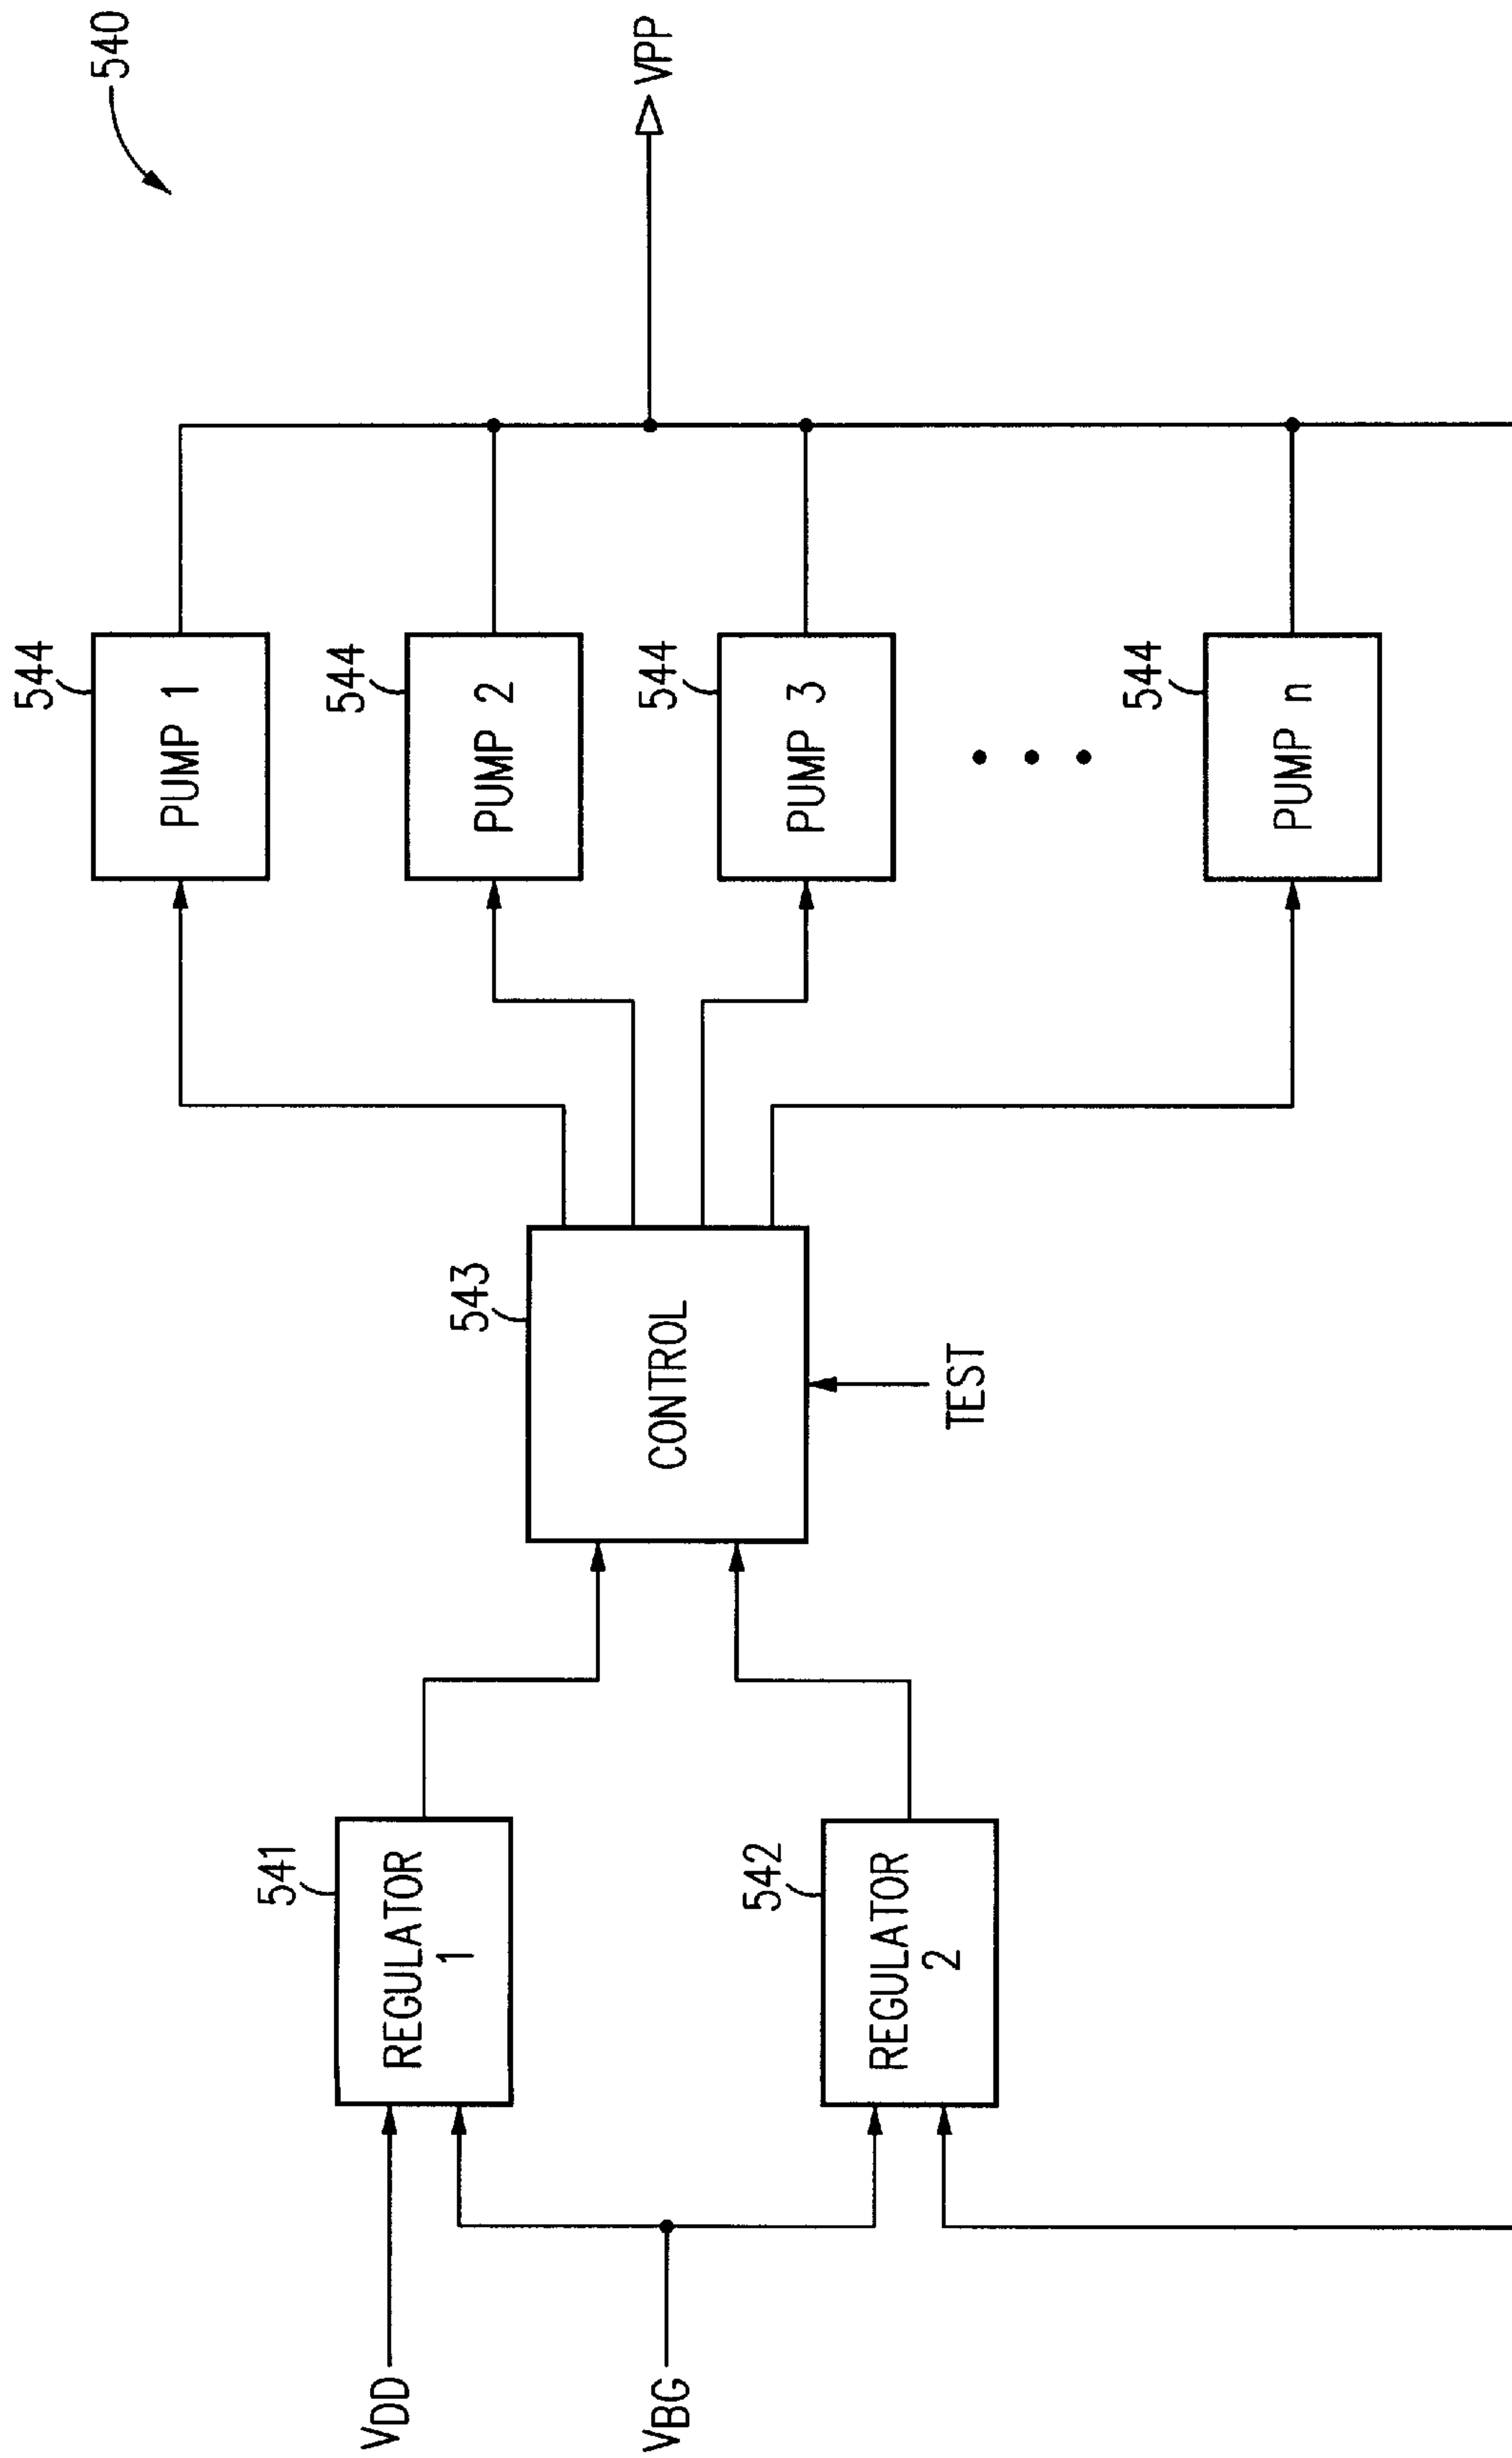 540
VDD
VBG
541
REGULATOR
1
542
REGULATOR
2
543
CONTROL
TEST
544
PUMP 1
544
PUMP 2
544
PUMP 3
544
PUMP n
VPP